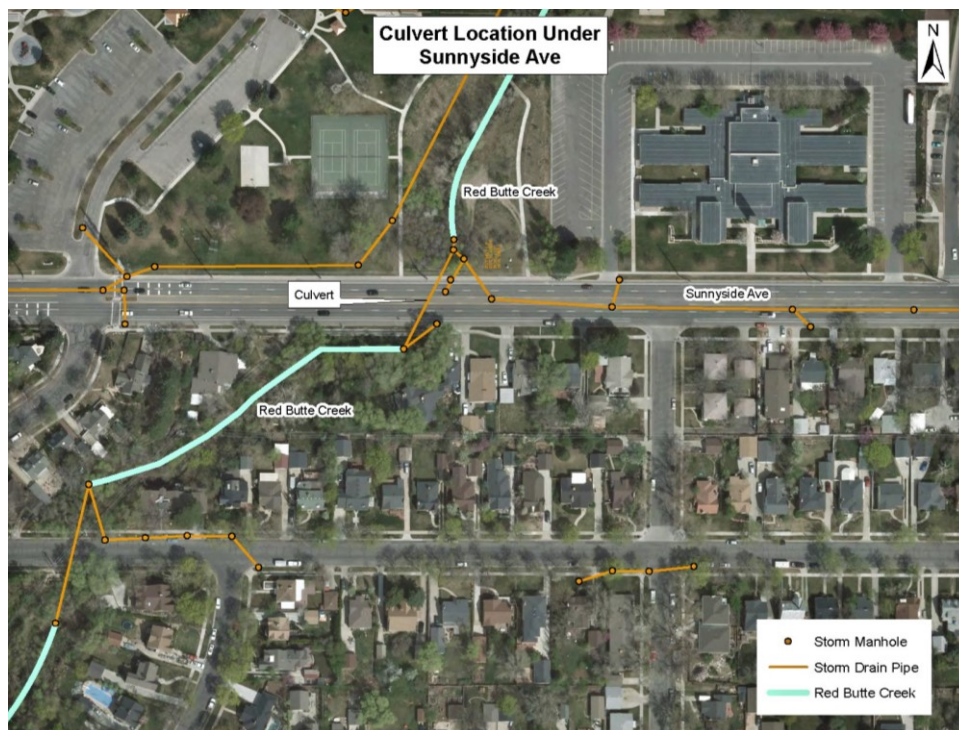 Culvert Location Under
Sunnyside Ave
N
Red Butte Creek
Culvert
Sunnyside Ave
Red Butte Creek
Storm Manhole
Storm Drain Pipe
Red Butte Creek